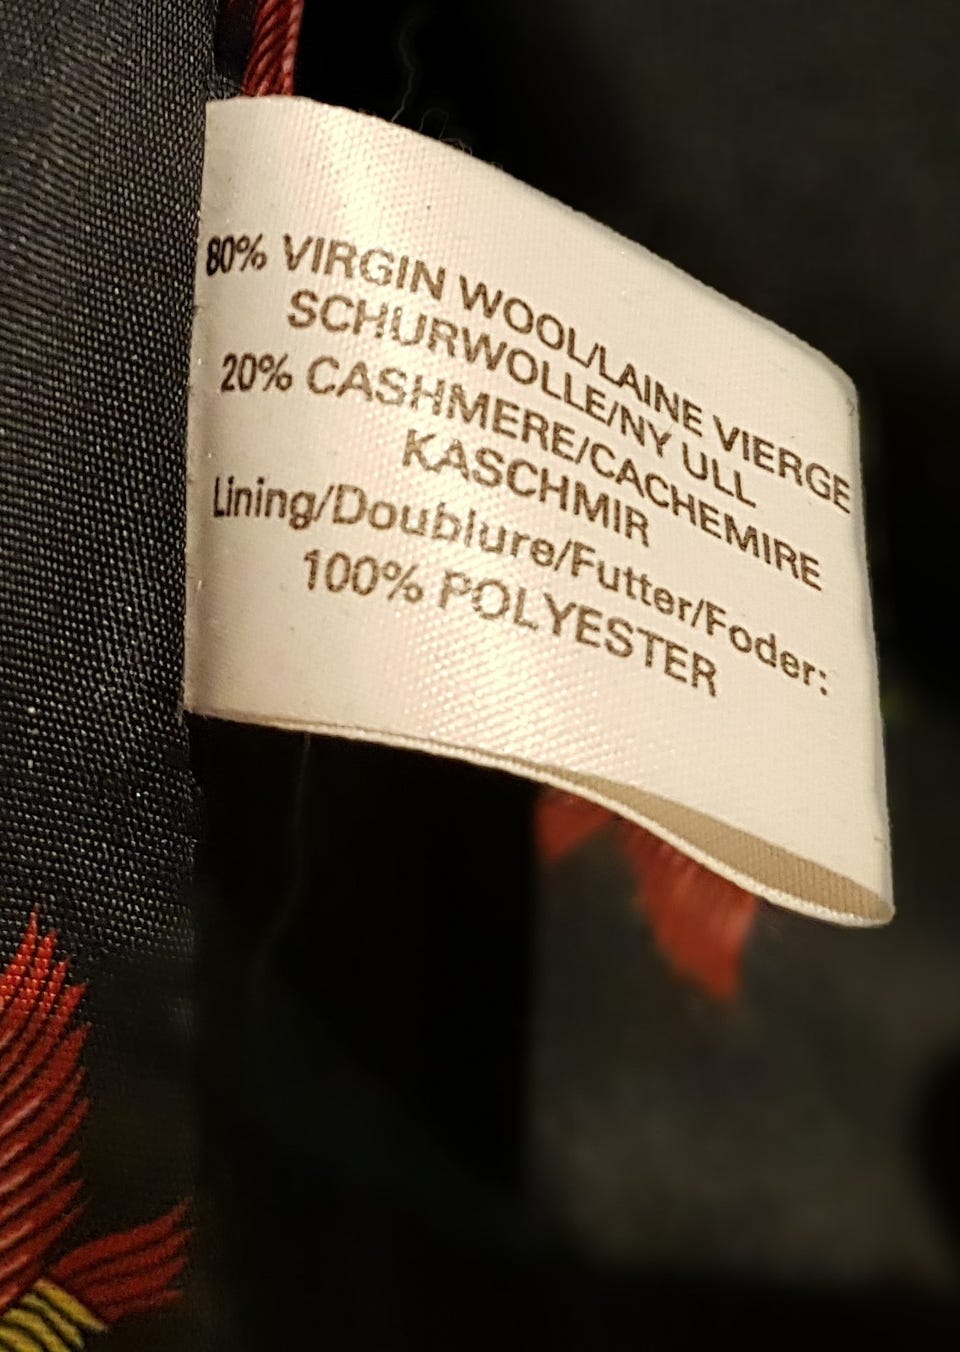 80% VIRGIN WOOL/LAINE VIERGE
SCHURWOLLE/NY ULL
20% CASHMERE/CACHEMIRE
KASCHMIR
Lining/Doublure/Futter/Foder:
100% POLYESTER